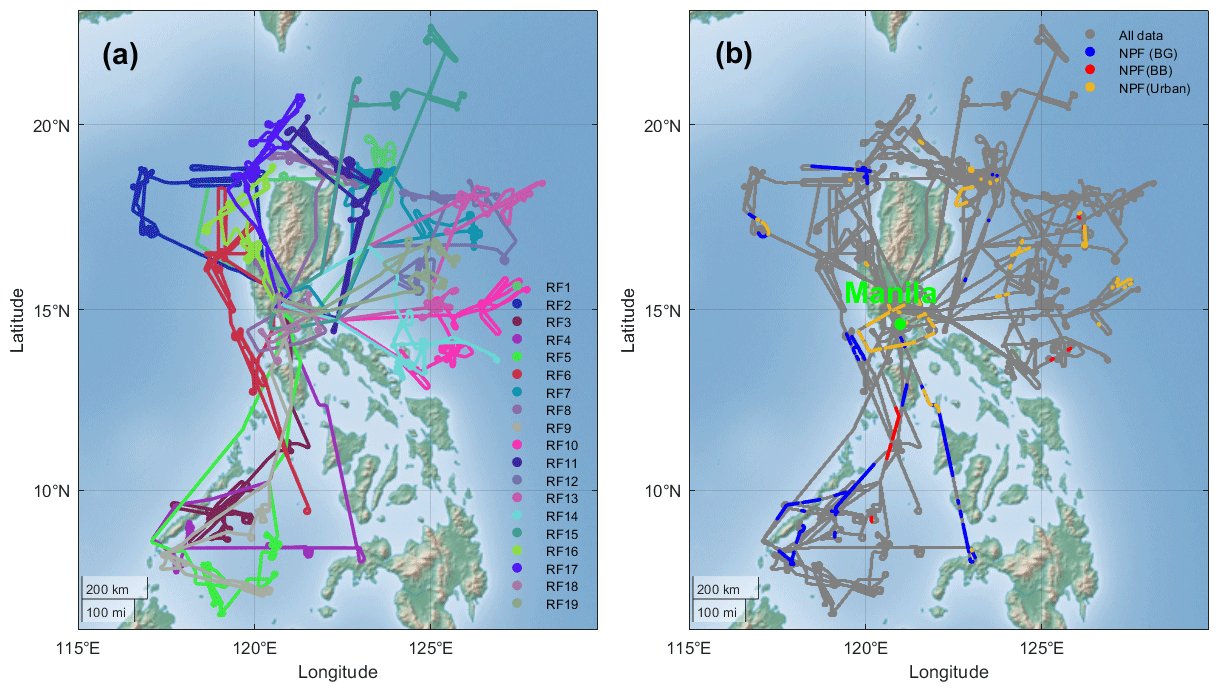 (a)
20°N
15°N
10°N
Latitude
RF1
RF2
RF3
RF4
RF5
RF6
RF7
RF8
RF9
RF10
RF11
RF12
RF13
RF14
RF15
RF16
RF17
RF18
RF19
200 km
100 mi
115°E
120°E
125°E
Longitude
(b)
All data
NPF (BG)
NPF(BB)
NPF(Urban)
20°N
15°N
10°N
Latitude
Manila
200 km
100 mi
115°E
120°E
125°E
Longitude